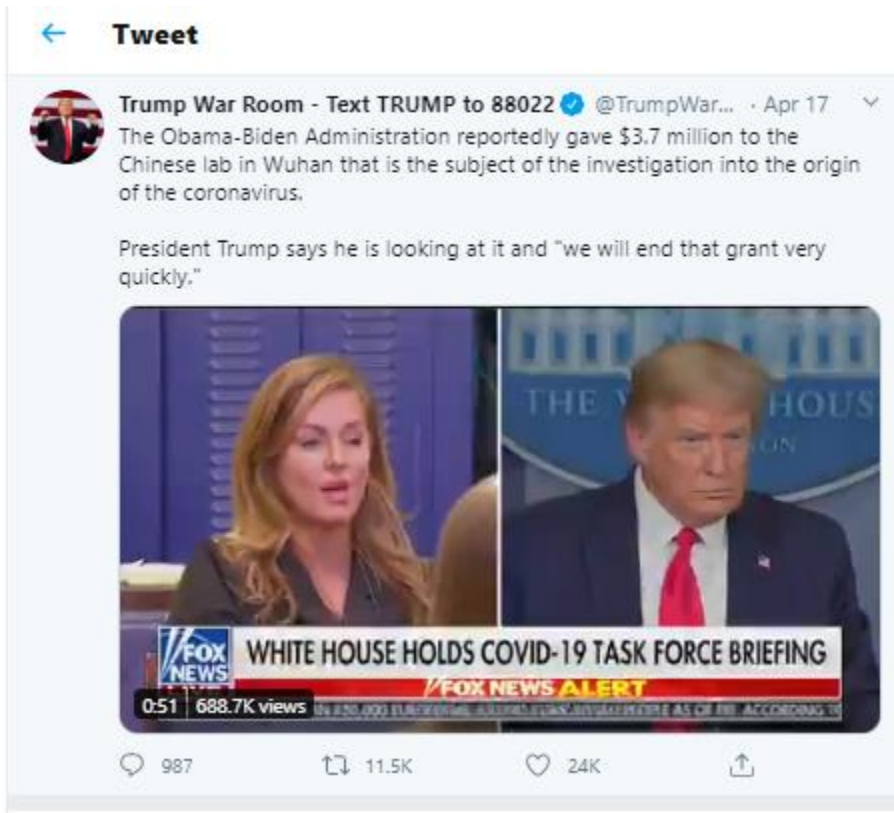 Tweet
Trump War Room - Text TRUMP to 88022 @TrumpWar... · Apr 17
The Obama-Biden Administration reportedly gave $3.7 million to the
Chinese lab in Wuhan that is the subject of the investigation into the origin
of the coronavirus.
President Trump says he is looking at it and "we will end that grant very
quickly."
THE HOUS
ON
FOX
NEWS
WHITE HOUSE HOLDS COVID-19 TASK FORCE BRIEFING
FOX NEWS ALERT
0:51 688.7K views
ACCORDING TO
987
11.5K
24K